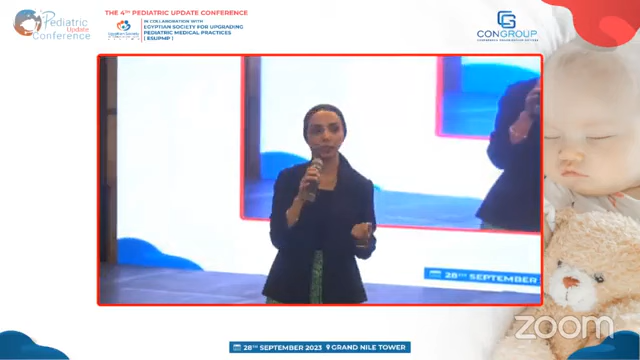 Pediatric
Update
Conference
THE 4TH PEDIATRIC UPDATE CONFERENCE
IN COLLABORATION WITH
EGYPTIAN SOCIETY FOR UPGRADING
PEDIATRIC MEDICAL PRACTICES
( ESUPMP )
CONGROUP
28TH SEPTEMBER
28TH SEPTEMBER 2023 GRAND NILE TOWER
zoom